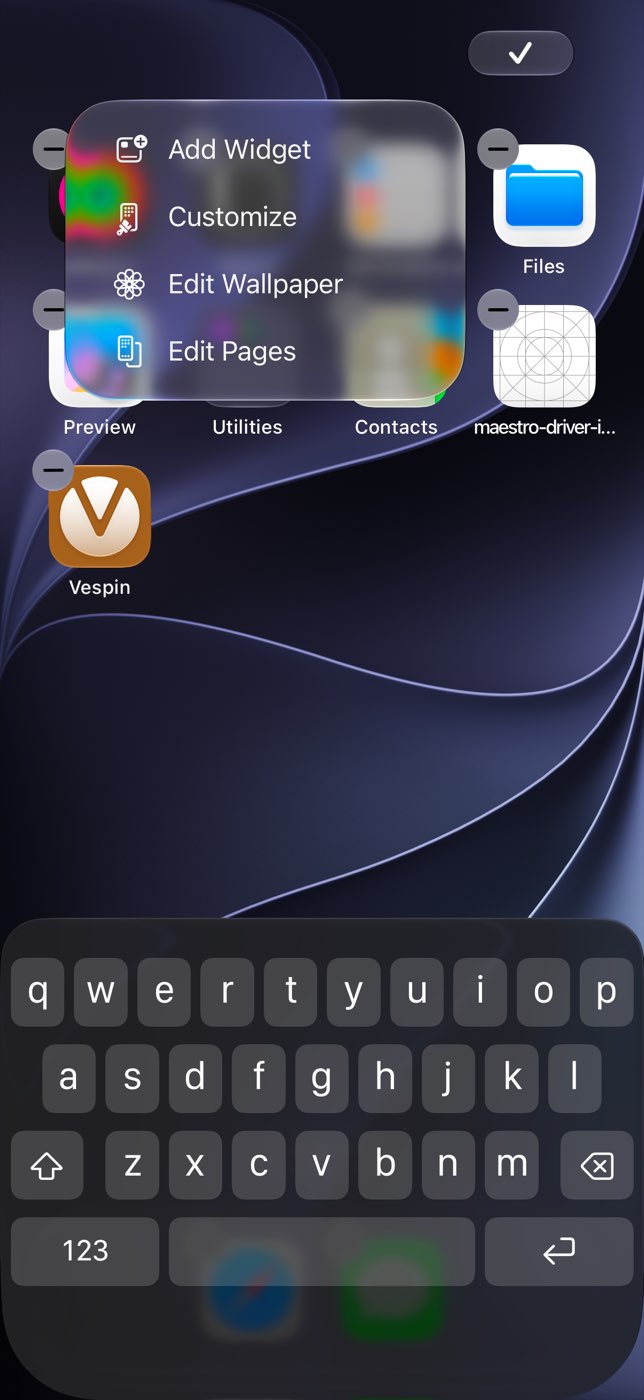 Add Widget
Customize
Edit Wallpaper
Edit Pages
Files
Preview
Utilities
Contacts
maestro-driver-i...
Vespin
q w e r t y u i o p
a s d f g h j k l
z x c v b n m
123